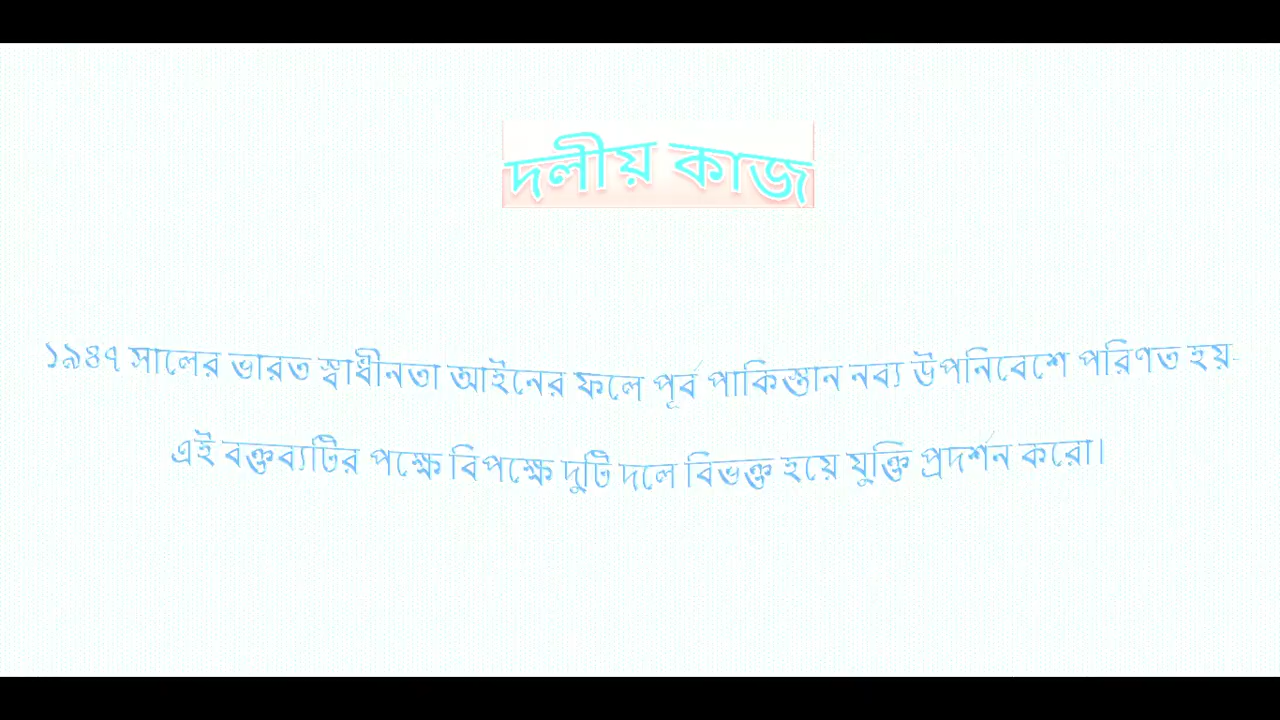 দলীয় কাজ
১৯৪৭ সালের ভারত স্বাধীনতা আইনের ফলে পূর্ব পাকিস্তান নব্য উপনিবেশে পরিণত হয়-
এই বক্তব্যটির পক্ষে বিপক্ষে দুটি দলে বিভক্ত হয়ে যুক্তি প্রদর্শন করো।